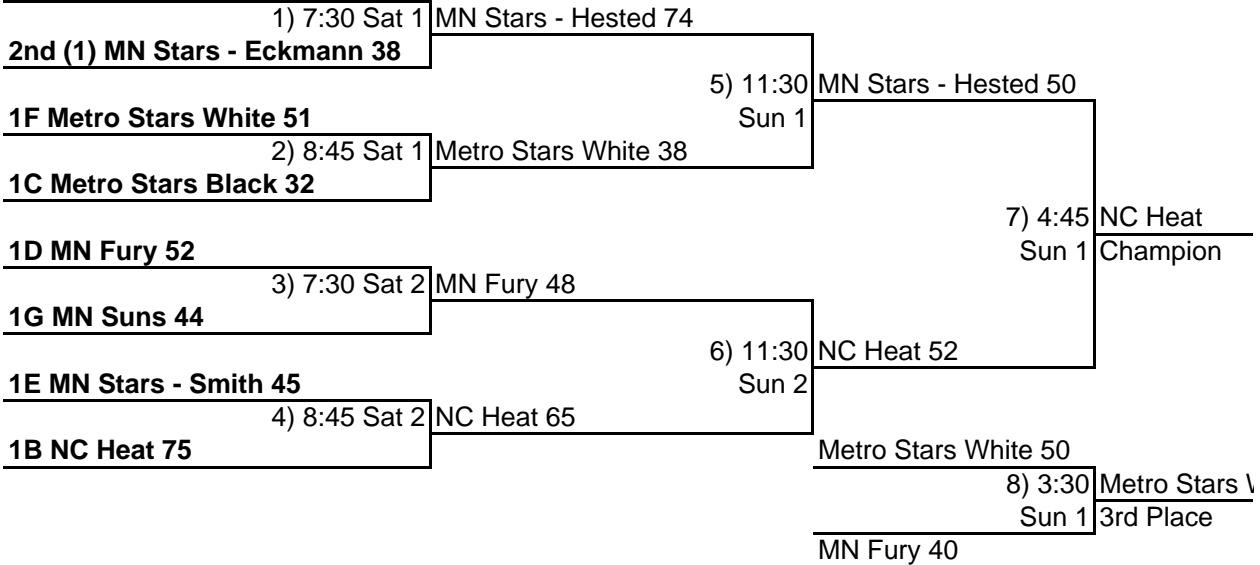 1) 7:30 Sat 1 MN Stars - Hested 74
2nd (1) MN Stars - Eckmann 38
5) 11:30 MN Stars - Hested 50
1F Metro Stars White 51
Sun 1
2) 8:45 Sat 1 Metro Stars White 38
1C Metro Stars Black 32
7) 4:45 NC Heat
1D MN Fury 52
Sun 1 Champion
3) 7:30 Sat 2 MN Fury 48
1G MN Suns 44
6) 11:30 NC Heat 52
1E MN Stars - Smith 45
Sun 2
4) 8:45 Sat 2 NC Heat 65
1B NC Heat 75
Metro Stars White 50
8) 3:30 Metro Stars
Sun 1 3rd Place
MN Fury 40